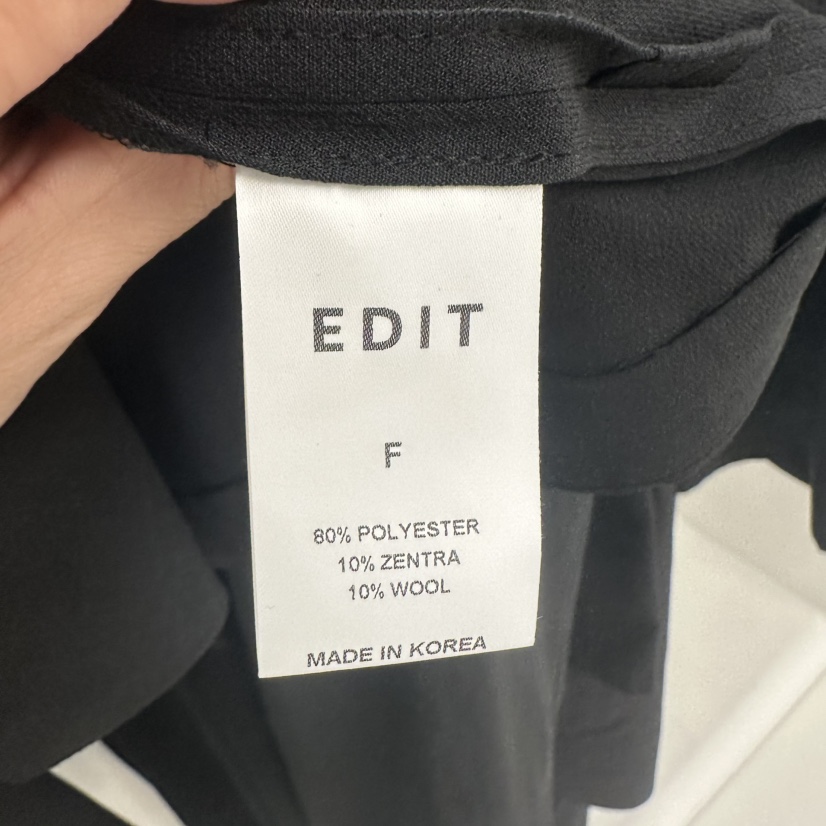 EDIT
F
80% POLYESTER
10% ZENTRA
10% WOOL
MADE IN KOREA